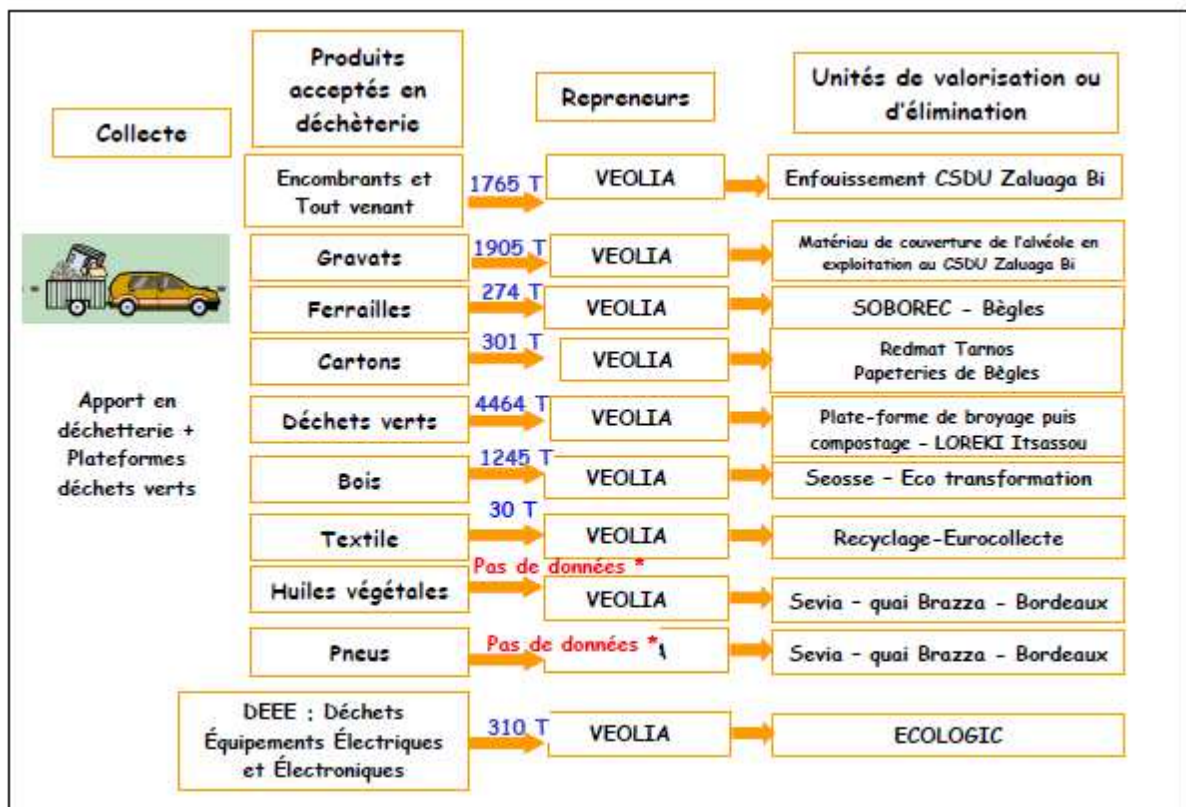 Collecte
Produits
acceptés en
déchèterie
Repreneurs
Unités de valorisation ou
d'élimination
Encombrants et
Tout venant
1765 T
VEOLIA
Enfouissement CSDU Zaluaga Bi
Gravats
1905 T
VEOLIA
Matériau de couverture de l'alvéole en
exploitation au CSDU Zaluaga Bi
Ferrailles
274 T
VEOLIA
SOBOREC - Bègles
Cartons
301 T
VEOLIA
Redmat Tarnos
Papeteries de Bègles
Apport en
déchetterie +
Plateformes
déchets verts
Déchets verts
4464 T
VEOLIA
Plate-forme de broyage puis
compostage - LOREKI Itsassou
Bois
1245 T
VEOLIA
Seosse - Eco transformation
Textile
30 T
VEOLIA
Recyclage-Eurocollecte
Huiles végétales
Pas de données *
VEOLIA
Sevia - quai Brazza - Bordeaux
Pneus
Pas de données *
Sevia - quai Brazza - Bordeaux
DEEE : Déchets
Équipements Électriques
et Électroniques
310 T
VEOLIA
ECOLOGIC